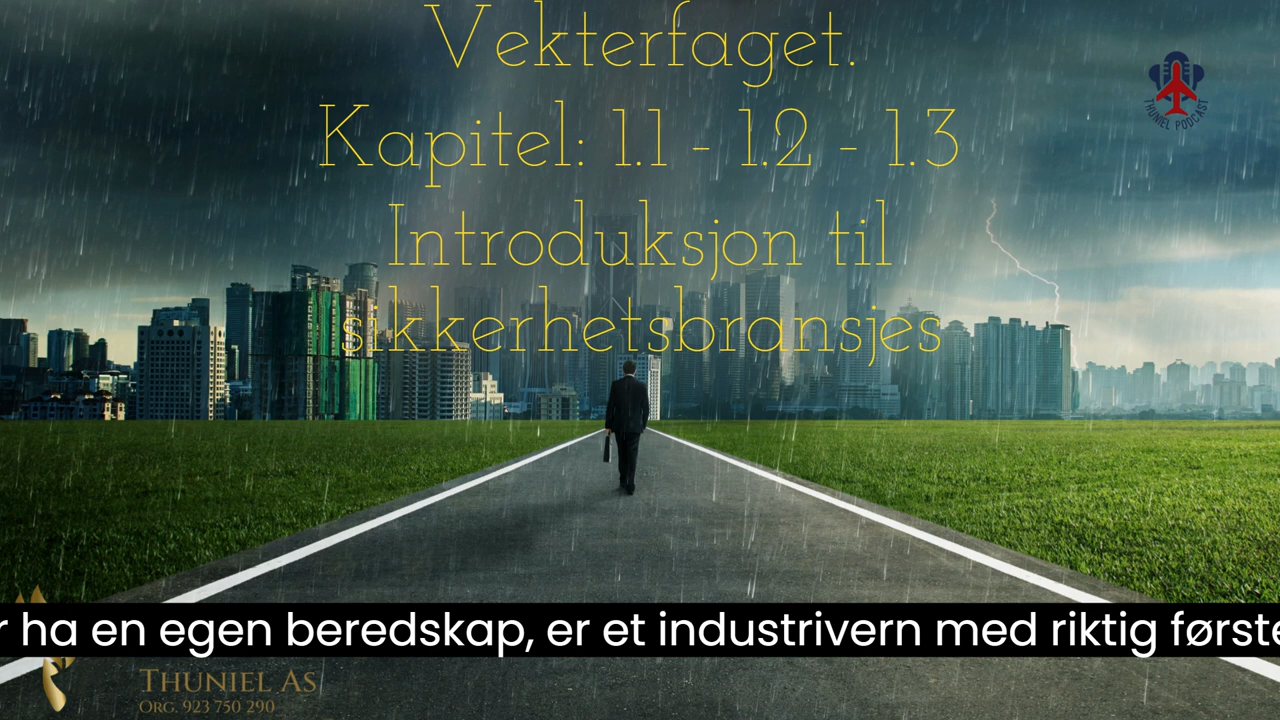 Vekterfaget.
Kapitel: 1.1 - 1.2 - 1.3
Introduksjon til
sikkerhetsbransjes
THUNIEL PODCAST
ha en egen beredskap, er et industrivern med riktig første
THUNIEL AS
ORG. 923 750 290